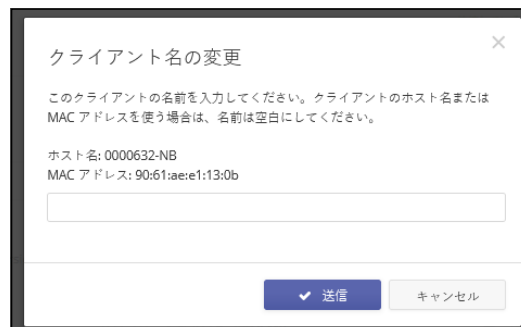 クライアント名の変更
このクライアントの名前を入力してください。クライアントのホスト名または
MAC アドレスを使う場合は、名前は空白にしてください。
ホスト名: 0000632-NB
MAC アドレス: 90:61:ae:e1:13:0b
送信
キャンセル